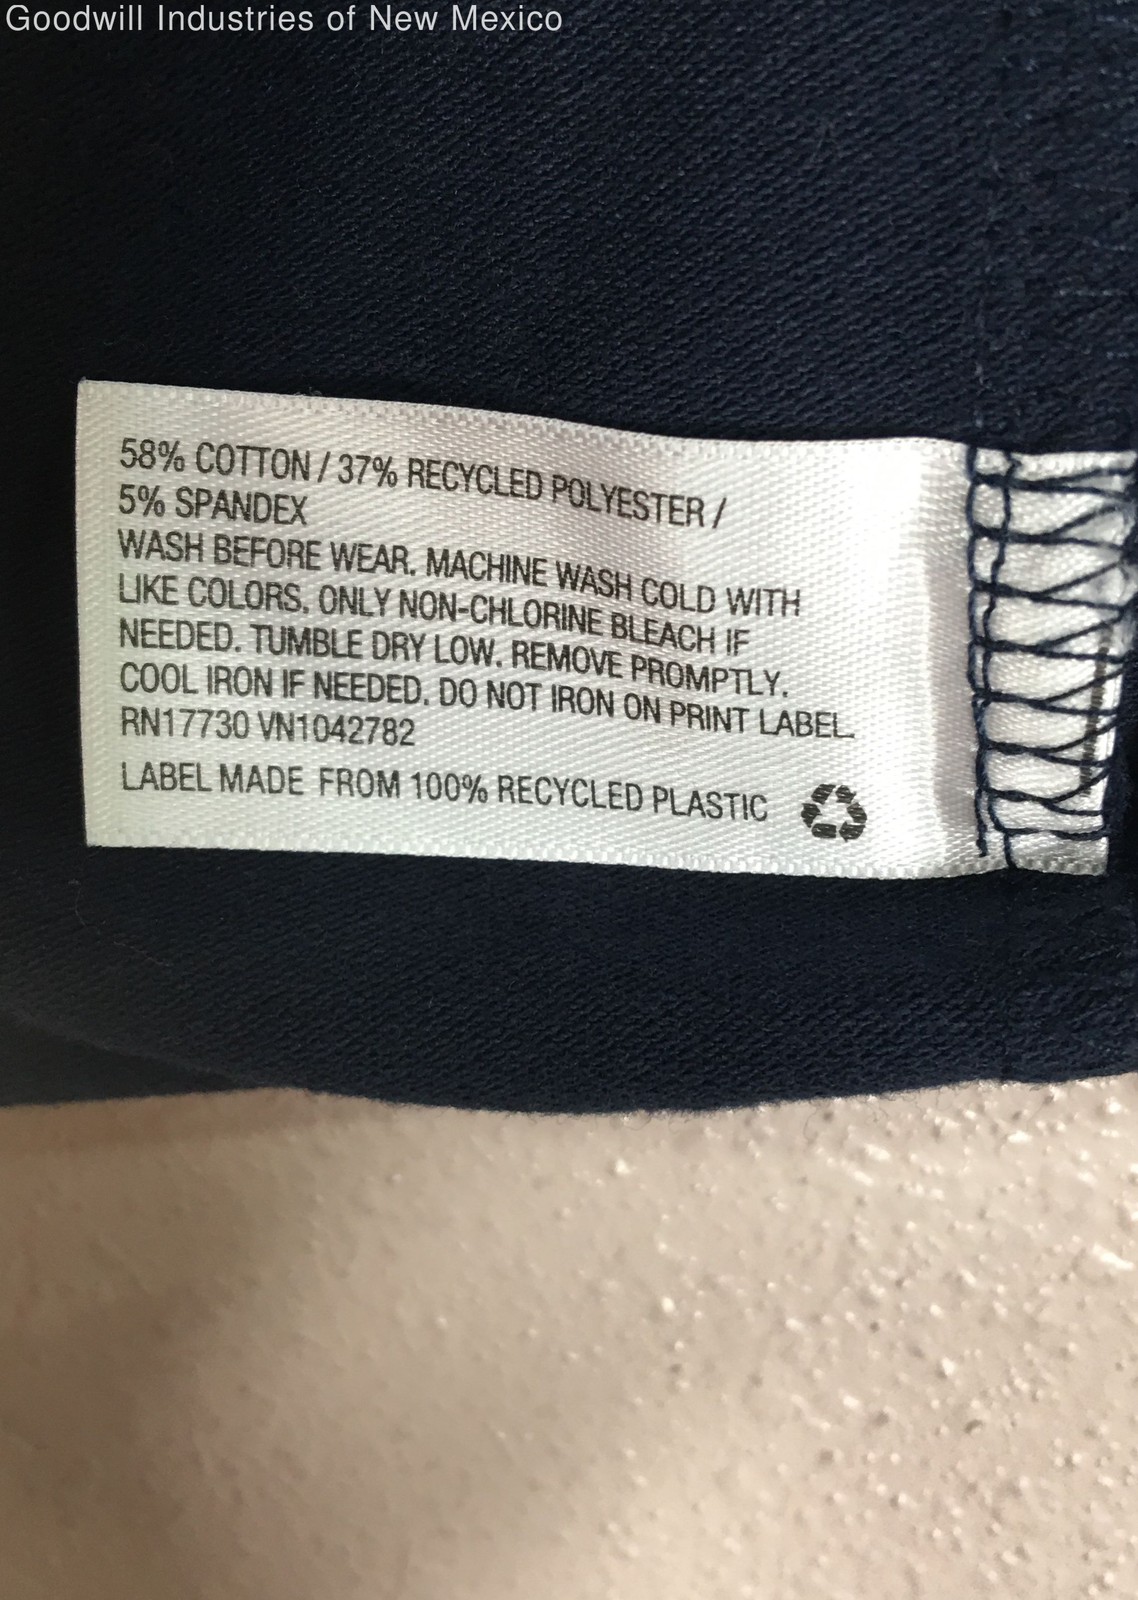 Goodwill Industries of New Mexico
58% COTTON / 37% RECYCLED POLYESTER /
5% SPANDEX
WASH BEFORE WEAR. MACHINE WASH COLD WITH
LIKE COLORS. ONLY NON-CHLORINE BLEACH IF
NEEDED. TUMBLE DRY LOW. REMOVE PROMPTLY.
COOL IRON IF NEEDED. DO NOT IRON ON PRINT LABEL.
RN17730 VN1042782
LABEL MADE FROM 100% RECYCLED PLASTIC